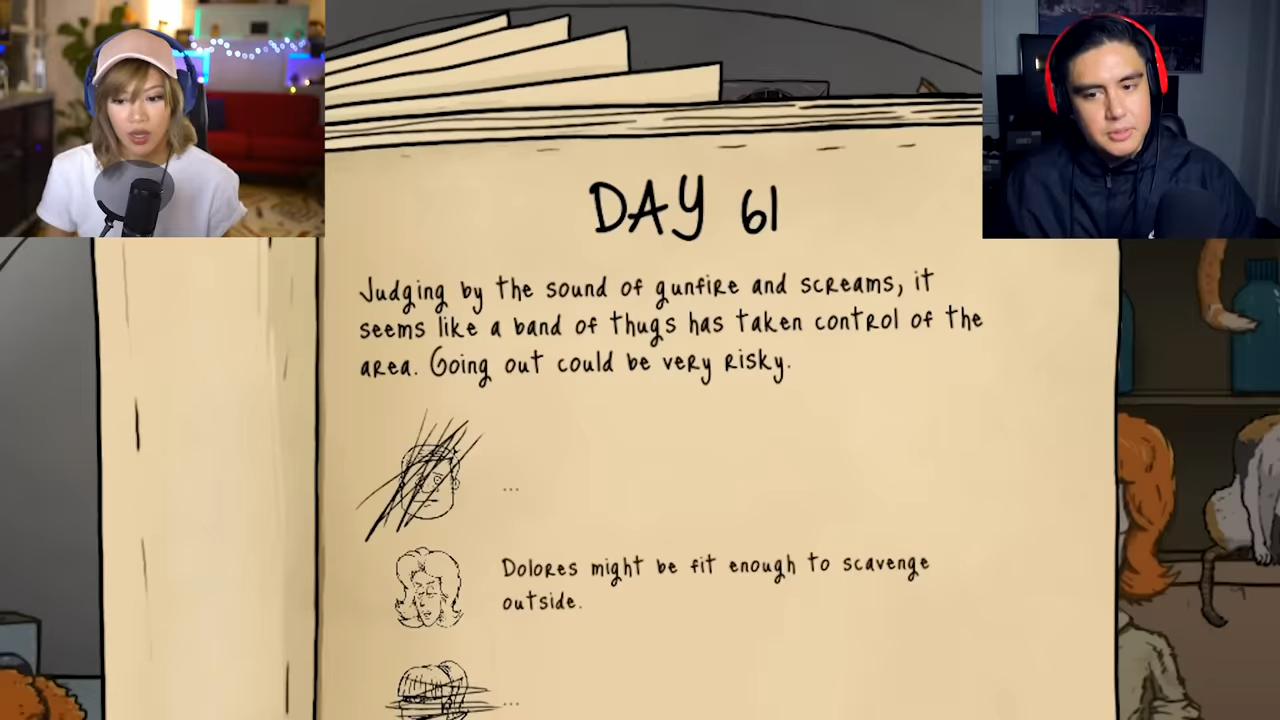 DAY 61
Judging by the sound of gunfire and screams, it
seems like a band of thugs has taken control of the
area. Going out could be very risky.
...
Dolores might be fit enough to scavenge
outside.
...